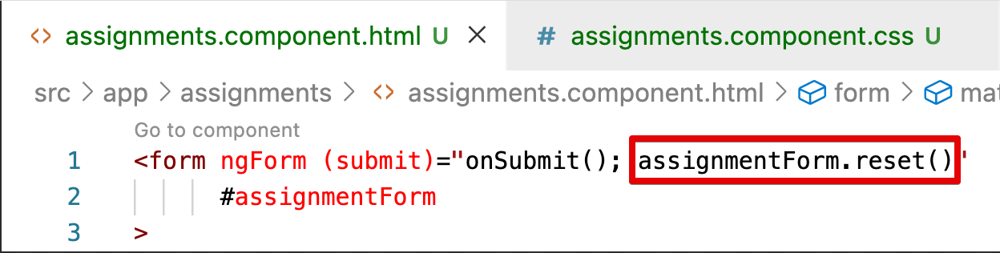 <> assignments.component.html U × # assignments.component.css U
src > app > assignments > <> assignments.component.html > form > mat
Go to component
1 <form ngForm (submit)="onSubmit(); assignmentForm.reset()"
2 #assignmentForm
3 >